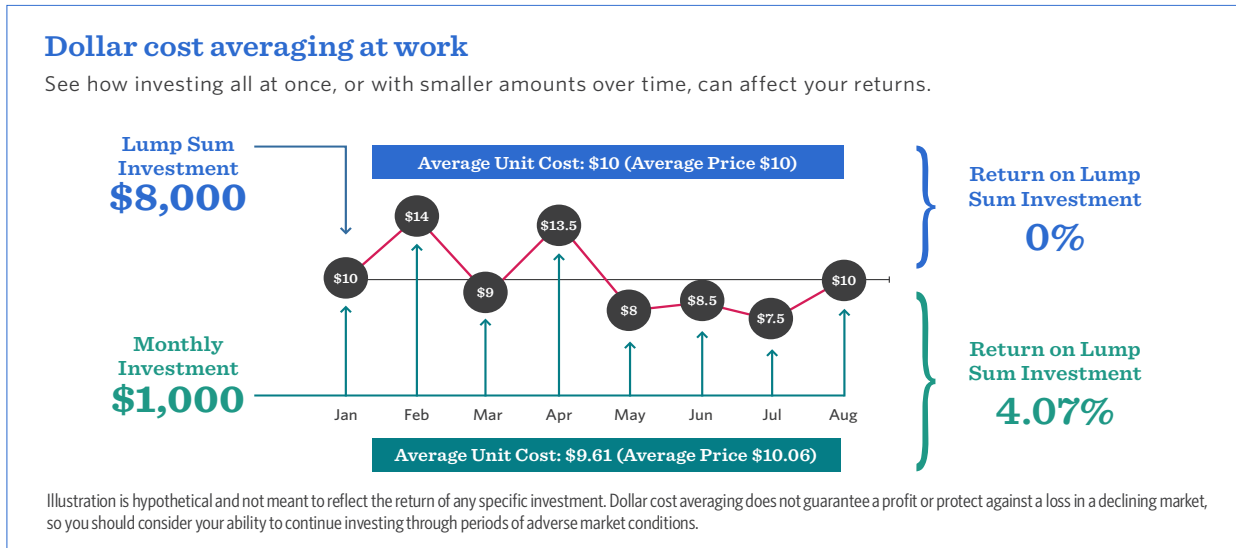 Dollar cost averaging at work
See how investing all at once, or with smaller amounts over time, can affect your returns.
Lump Sum
Investment
$8,000
Average Unit Cost: $10 (Average Price $10)
Return on Lump
Sum Investment
0%
$10
$14
$9
$13.5
$8
$8.5
$7.5
$10
Monthly
Investment
$1,000
Return on Lump
Sum Investment
4.07%
Jan Feb Mar Apr May Jun Jul Aug
Average Unit Cost: $9.61 (Average Price $10.06)
Illustration is hypothetical and not meant to reflect the return of any specific investment. Dollar cost averaging does not guarantee a profit or protect against a loss in a declining market,
so you should consider your ability to continue investing through periods of adverse market conditions.